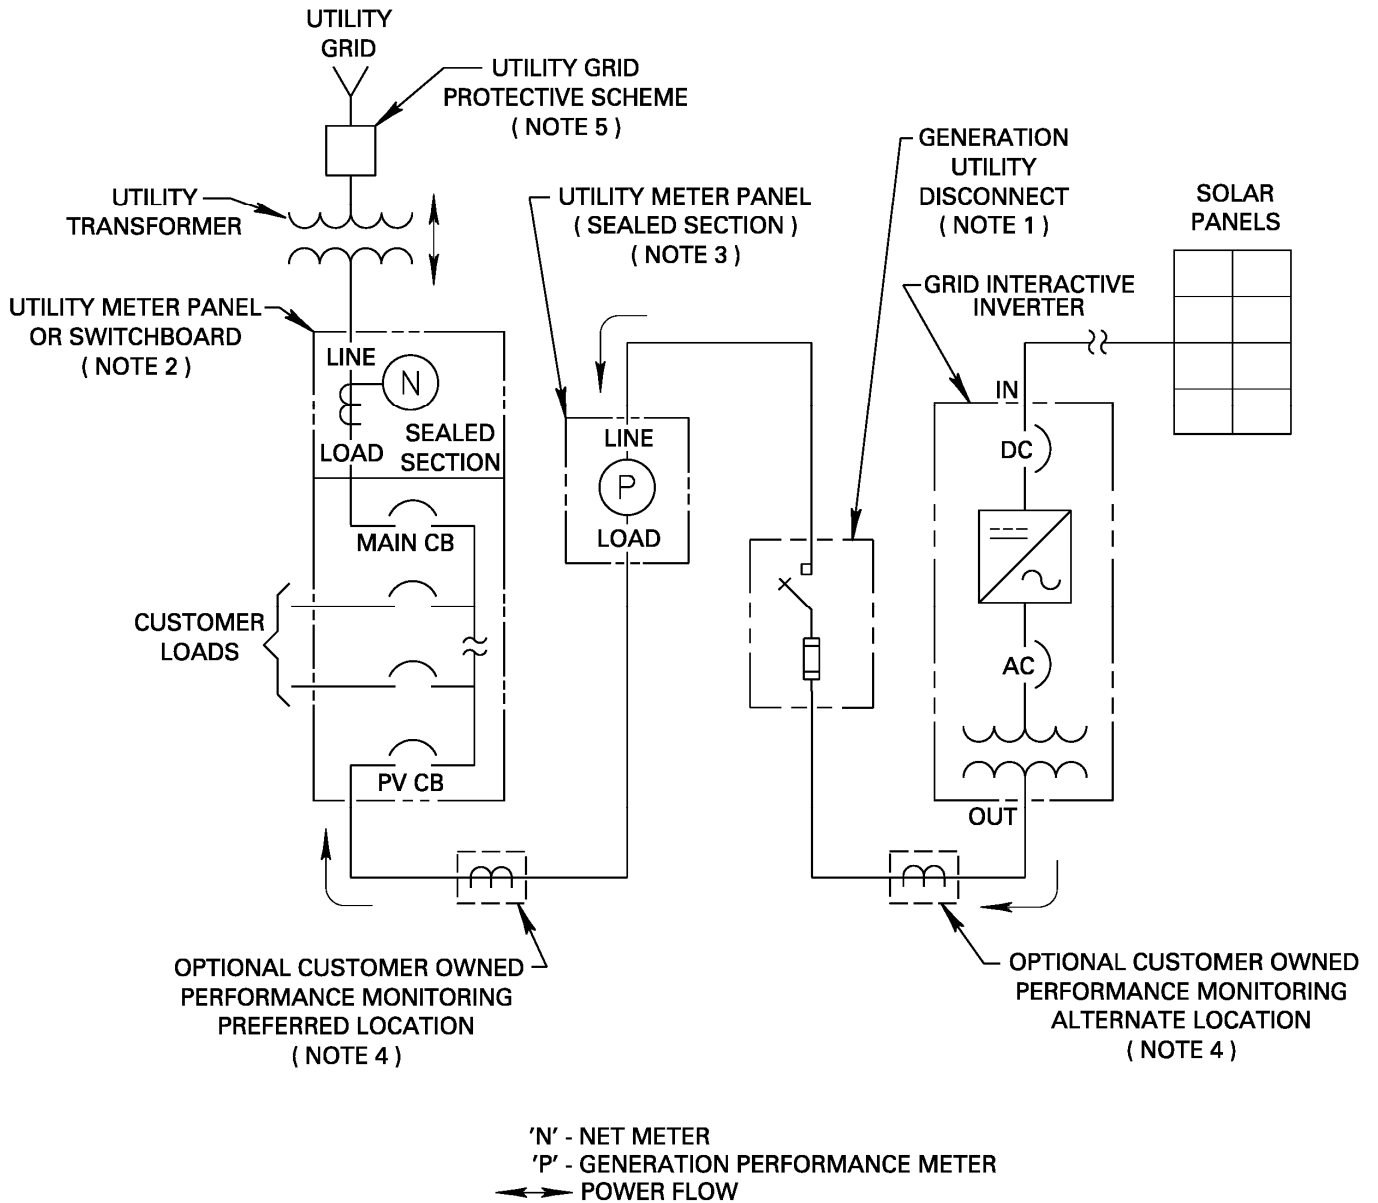 UTILITY
GRID
UTILITY GRID
PROTECTIVE SCHEME
( NOTE 5 )
UTILITY
TRANSFORMER
UTILITY METER PANEL
( SEALED SECTION )
( NOTE 3 )
GENERATION
UTILITY
DISCONNECT
( NOTE 1 )
SOLAR
PANELS
GRID INTERACTIVE
INVERTER
UTILITY METER PANEL
OR SWITCHBOARD
( NOTE 2 )
LINE
N
LOAD
SEALED
SECTION
MAIN CB
CUSTOMER
LOADS
PV CB
LINE
P
LOAD
IN
DC
AC
OUT
OPTIONAL CUSTOMER OWNED
PERFORMANCE MONITORING
PREFERRED LOCATION
( NOTE 4 )
OPTIONAL CUSTOMER OWNED
PERFORMANCE MONITORING
ALTERNATE LOCATION
( NOTE 4 )
'N' - NET METER
'P' - GENERATION PERFORMANCE METER
POWER FLOW